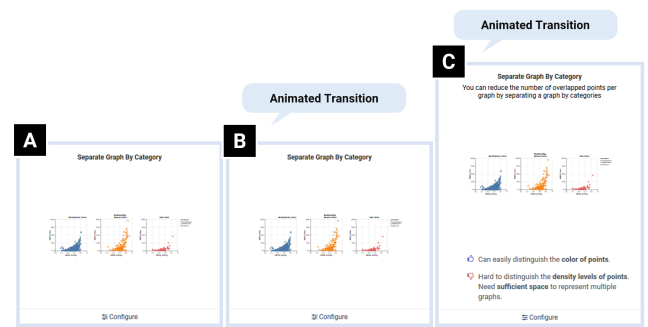 Animated Transition
C
Separate Graph By Category
You can reduce the number of overlapped points per
graph by separating a graph by categories
Animated Transition
A
Separate Graph By Category
B
Separate Graph By Category
Can easily distinguish the color of points.
Hard to distinguish the density levels of points.
Need sufficient space to represent multiple
graphs.
Configure
Configure
Configure